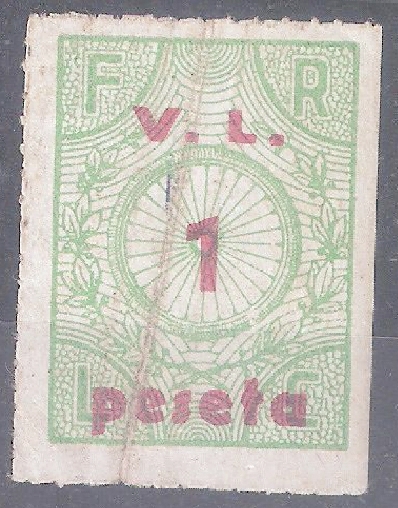 F R
V. L.
1
L E
peseta